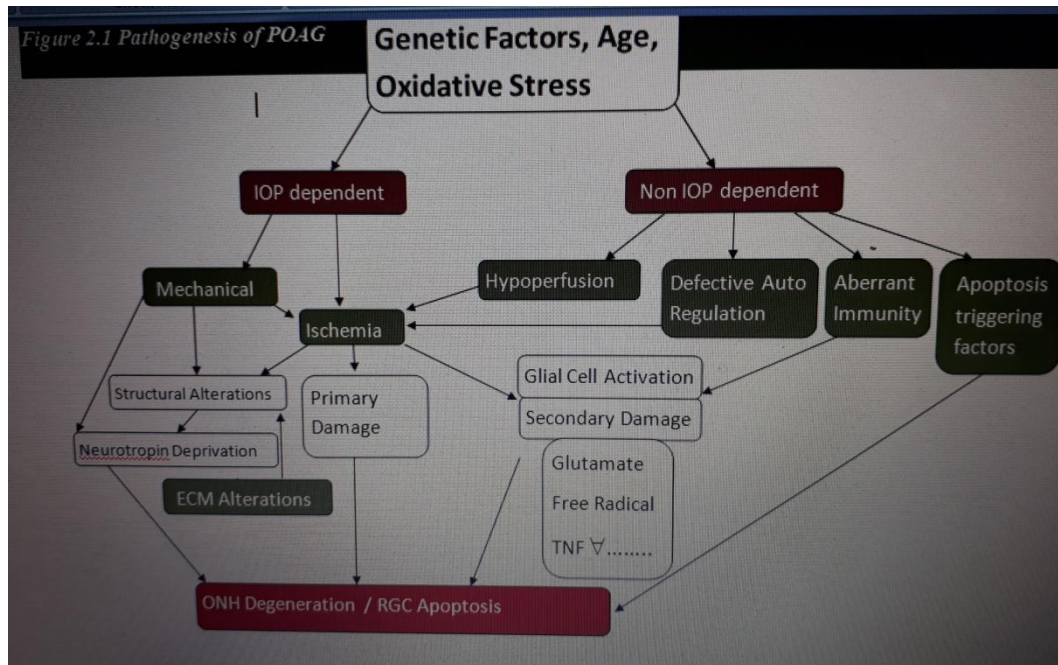 Figure 2.1 Pathogenesis of POAG
Genetic Factors, Age,
Oxidative Stress
IOP dependent
Non IOP dependent
Mechanical
Hypoperfusion
Defective Auto
Regulation
Aberrant
Immunity
Apoptosis
triggering
factors
Ischemia
Structural Alterations
Primary
Damage
Glial Cell Activation
Secondary Damage
Neurotropin Deprivation
Glutamate
Free Radical
TNF ∀........
ECM Alterations
ONH Degeneration / RGC Apoptosis